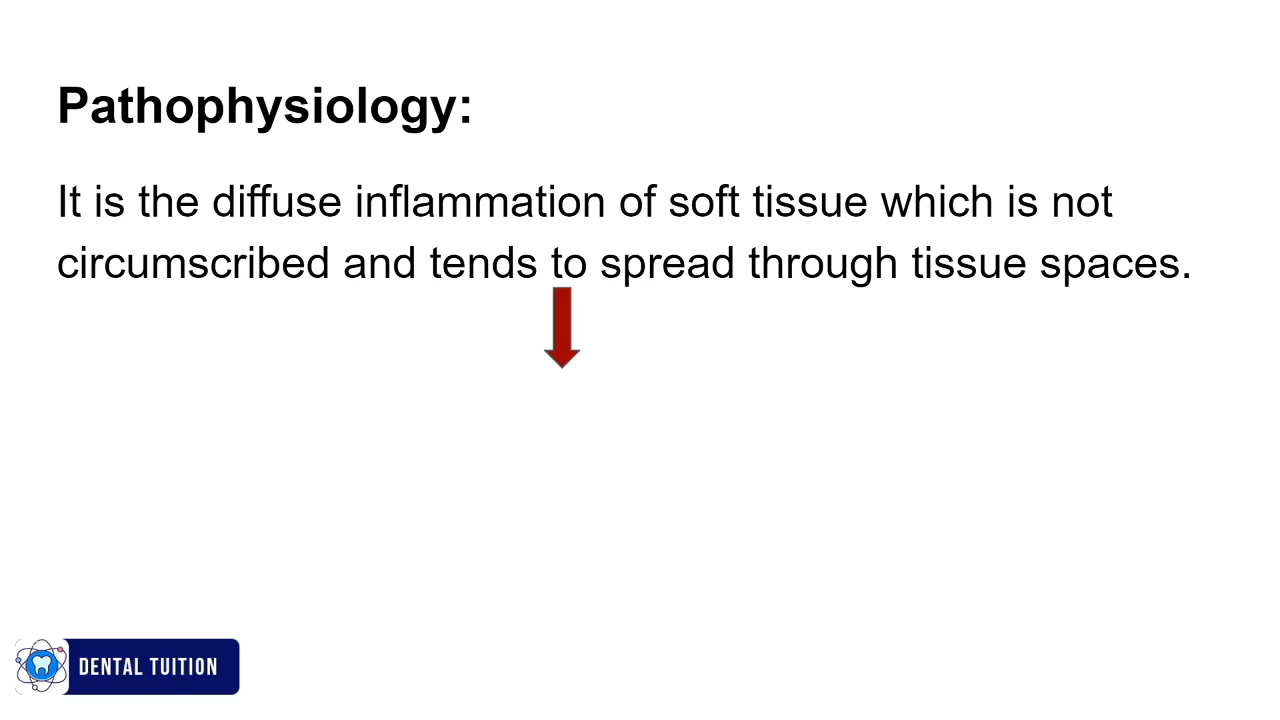 Pathophysiology:
It is the diffuse inflammation of soft tissue which is not
circumscribed and tends to spread through tissue spaces.
DENTAL TUITION